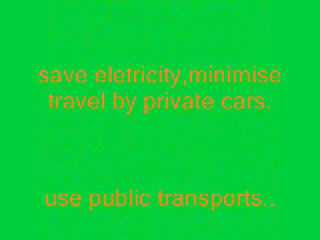 save eletricity,minimise
travel by private cars.
use public transports..